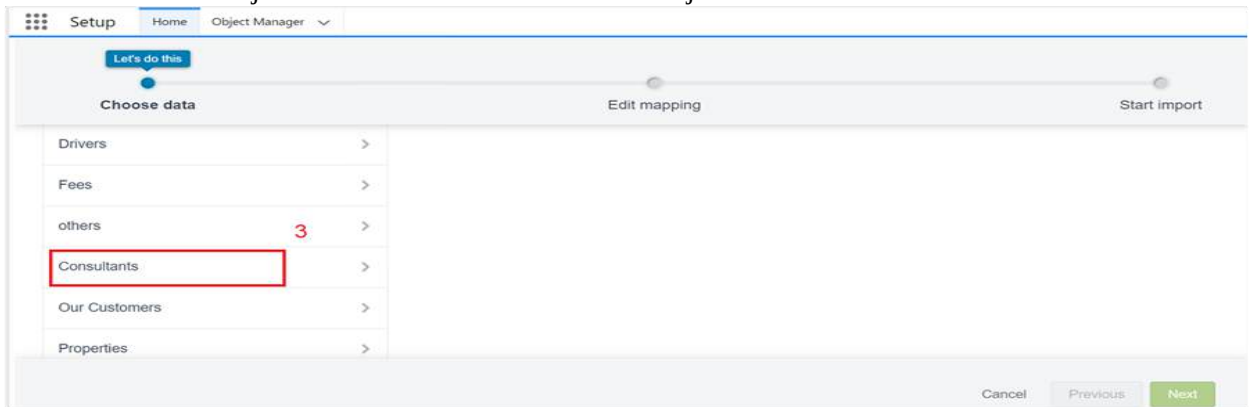 Setup Home Object Manager
Let's do this
Choose data Edit mapping Start import
Drivers
Fees
others
3
Consultants
Our Customers
Properties
Cancel Previous Next